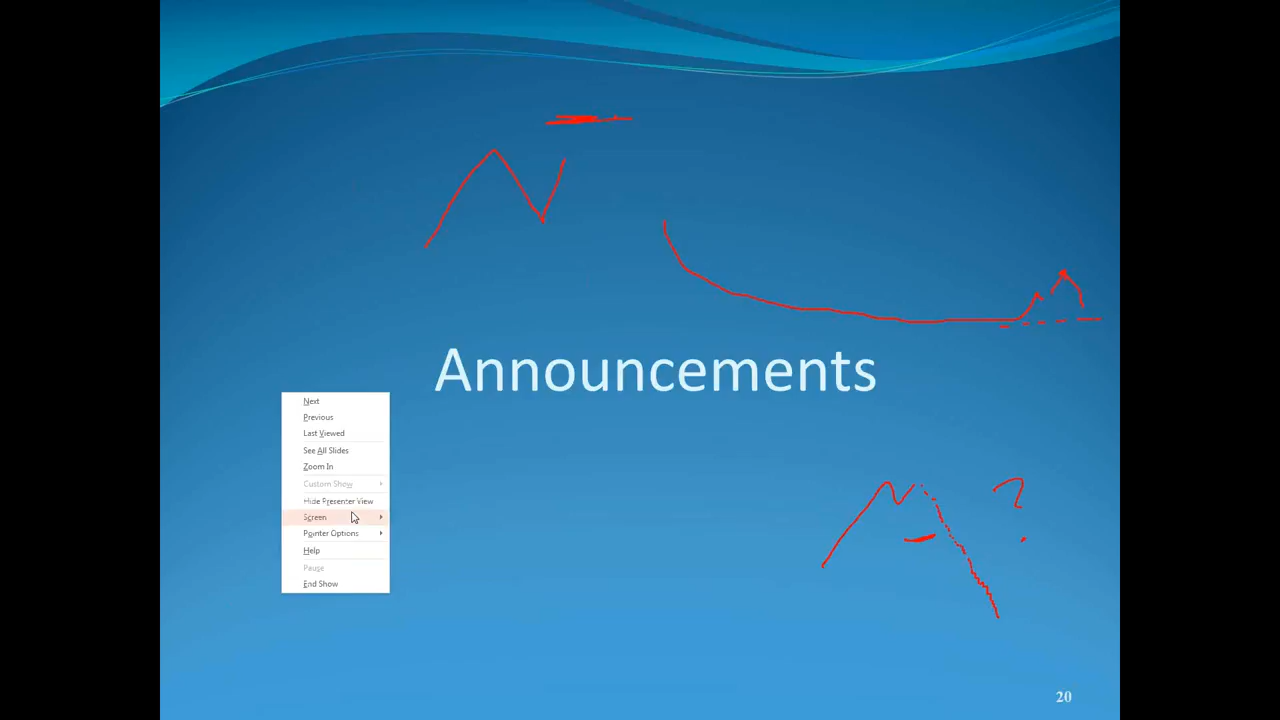 Announcements
Next
Previous
Last Viewed
See All Slides
Zoom In
Custom Show
Hide Presenter View
Screen
Pointer Options
Help
Pause
End Show
?
20